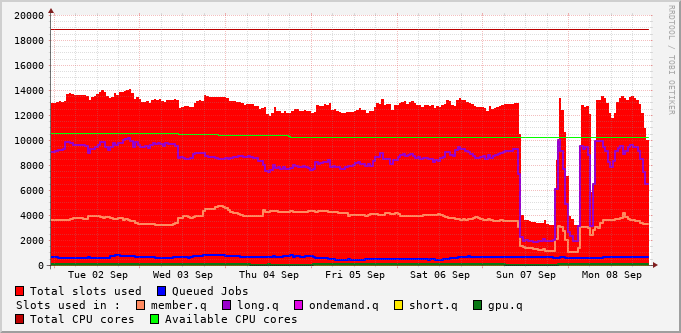 20000
18000
16000
14000
12000
10000
8000
6000
4000
2000
0
Tue 02 Sep Wed 03 Sep Thu 04 Sep Fri 05 Sep Sat 06 Sep Sun 07 Sep Mon 08 Sep
Total slots used Queued Jobs
Slots used in : member.q long.q ondemand.q short.q gpu.q
Total CPU cores Available CPU cores
RRDTOOL / TOBI OETIKER